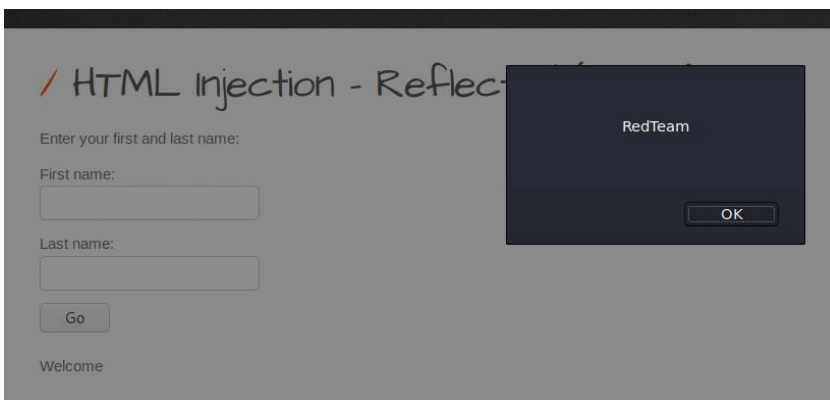 / HTML Injection - Reflec
RedTeam
Enter your first and last name:
First name:
OK
Last name:
Go
Welcome